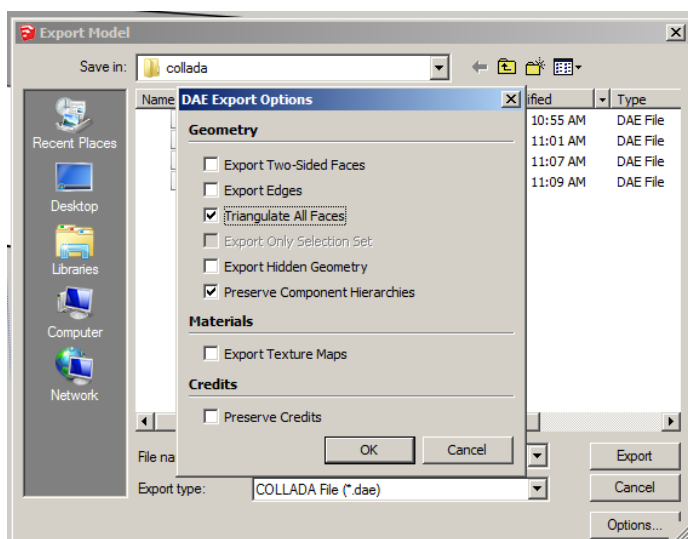 Export Model
Save in: collada
Name DAE Export Options ified Type
Geometry 10:55 AM DAE File
Recent Places Export Two-Sided Faces 11:01 AM DAE File
Export Edges 11:07 AM DAE File
Triangulate All Faces 11:09 AM DAE File
Desktop
Export Only Selection Set
Libraries Export Hidden Geometry
Preserve Component Hierarchies
Materials
Computer
Export Texture Maps
Credits
Network
Preserve Credits
File na OK Cancel Export
Export type: COLLADA File (*.dae) Cancel
Options...